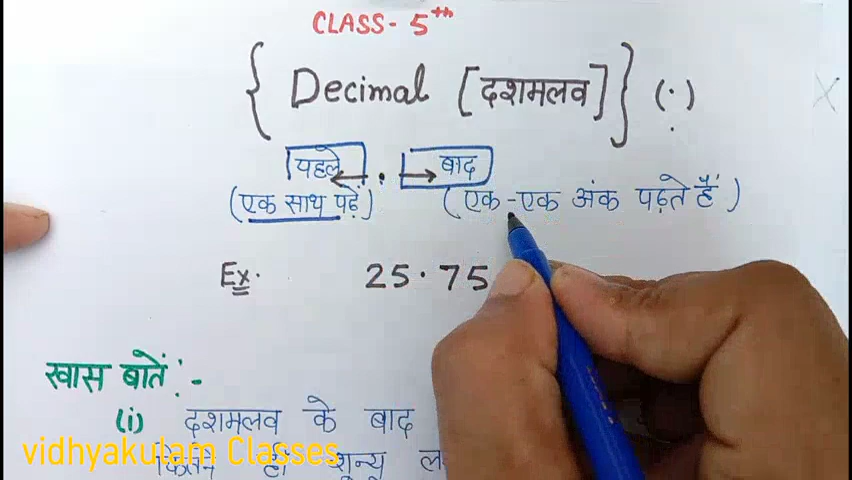 CLASS - 5th
{ Decimal [दशमलव] } (.)
पहले . बाद
(एक साथ पढ़ें) (एक -एक अंक पढ़ते हैं)
Ex. 25.75
खास बातें :-
(i) दशमलव के बाद
ही शून्य
vidhyakulam Classes